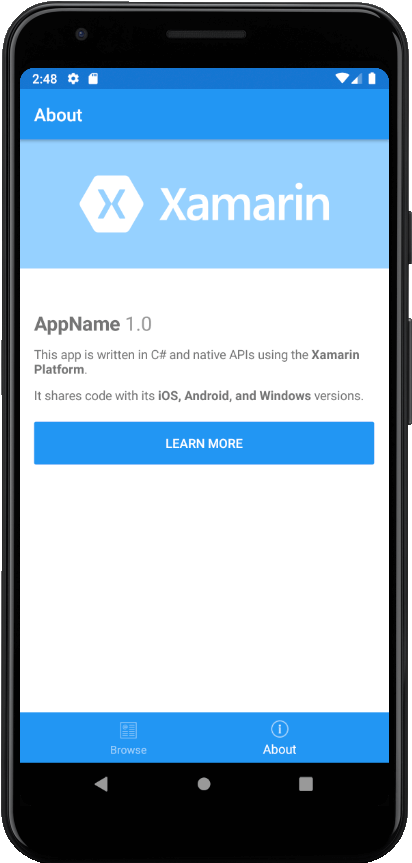 2:48
About
Xamarin
AppName 1.0
This app is written in C# and native APIs using the Xamarin
Platform.
It shares code with its iOS, Android, and Windows versions.
LEARN MORE
Browse
About